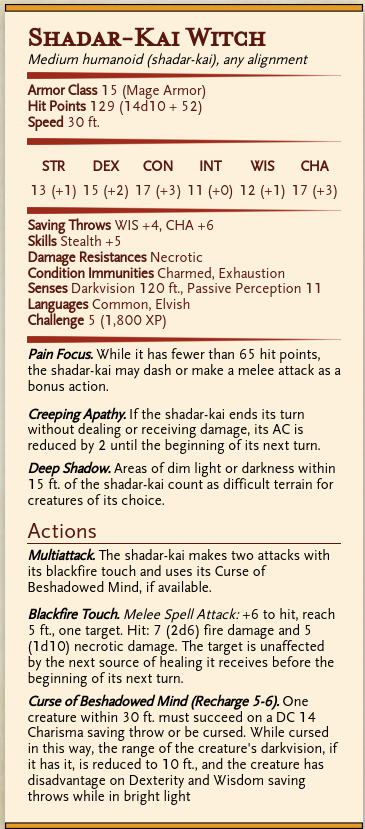 Shadar-Kai Witch
Medium humanoid (shadar-kai), any alignment
Armor Class 15 (Mage Armor)
Hit Points 129 (14d10 + 52)
Speed 30 ft.
STR DEX CON INT WIS CHA
13 (+1) 15 (+2) 17 (+3) 11 (+0) 12 (+1) 17 (+3)
Saving Throws WIS +4, CHA +6
Skills Stealth +5
Damage Resistances Necrotic
Condition Immunities Charmed, Exhaustion
Senses Darkvision 120 ft., Passive Perception 11
Languages Common, Elvish
Challenge 5 (1,800 XP)
Pain Focus. While it has fewer than 65 hit points,
the shadar-kai may dash or make a melee attack as a
bonus action.
Creeping Apathy. If the shadar-kai ends its turn
without dealing or receiving damage, its AC is
reduced by 2 until the beginning of its next turn.
Deep Shadow. Areas of dim light or darkness within
15 ft. of the shadar-kai count as difficult terrain for
creatures of its choice.
Actions
Multiattack. The shadar-kai makes two attacks with
its blackfire touch and uses its Curse of
Beshadowed Mind, if available.
Blackfire Touch. Melee Spell Attack: +6 to hit, reach
5 ft., one target. Hit: 7 (2d6) fire damage and 5
(1d10) necrotic damage. The target is unaffected
by the next source of healing it receives before the
beginning of its next turn.
Curse of Beshadowed Mind (Recharge 5-6). One
creature within 30 ft. must succeed on a DC 14
Charisma saving throw or be cursed. While cursed
in this way, the range of the creature's darkvision, if
it has it, is reduced to 10 ft., and the creature has
disadvantage on Dexterity and Wisdom saving
throws while in bright light